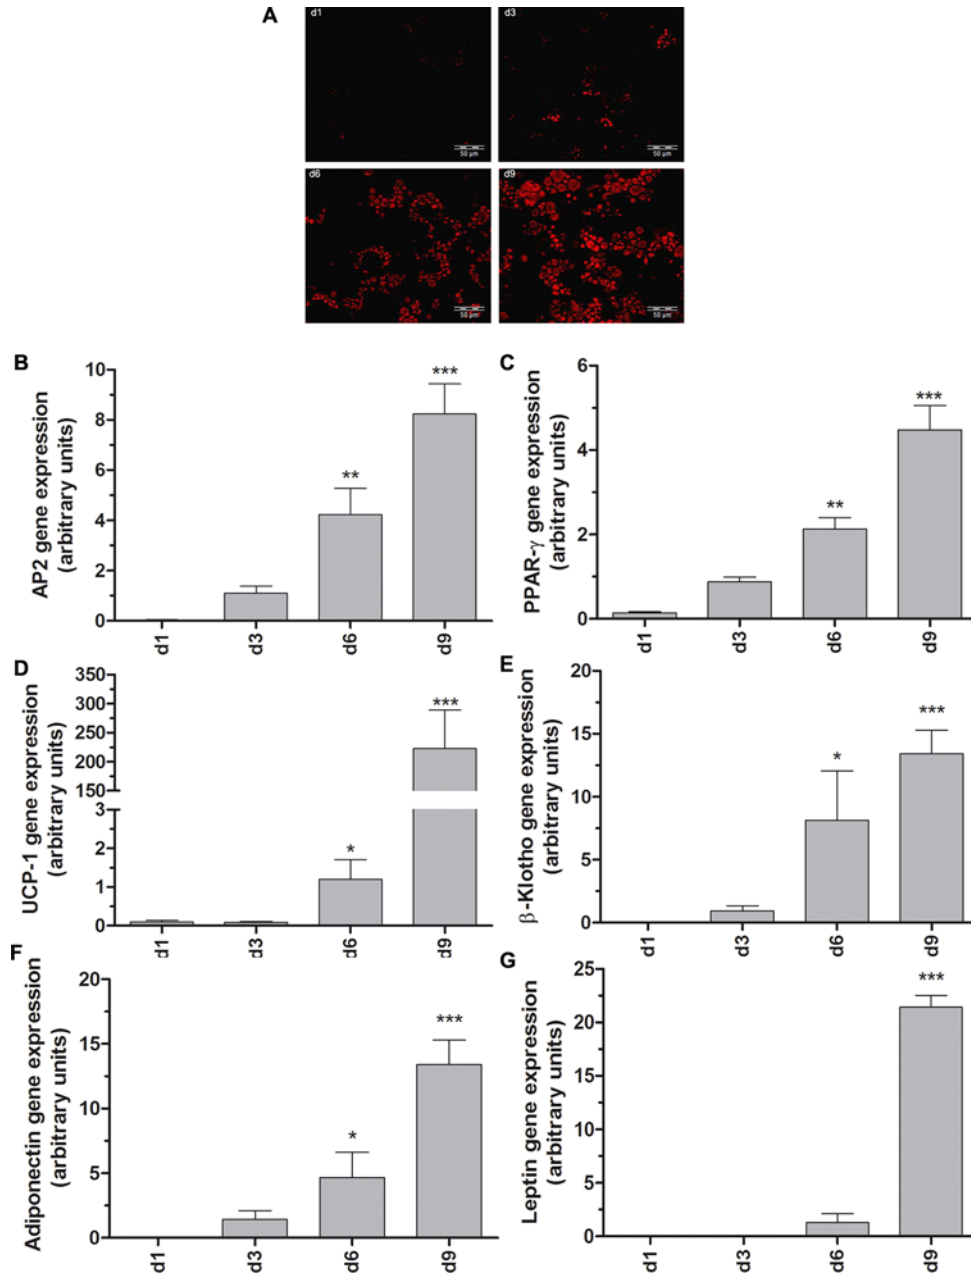 A
d1
d3
50 µm
50 µm
d6
d9
50 µm
50 µm
B
AP2 gene expression
(arbitrary units)
10
8
6
4
2
0
**
***
d1
d3
d6
d9
C
PPAR-γ gene expression
(arbitrary units)
6
4
2
0
**
***
d1
d3
d6
d9
D
UCP-1 gene expression
(arbitrary units)
350
300
250
200
150
3
2
1
0
*
***
d1
d3
d6
d9
E
β-Klotho gene expression
(arbitrary units)
20
15
10
5
0
*
***
d1
d3
d6
d9
F
Adiponectin gene expression
(arbitrary units)
20
15
10
5
0
*
***
d1
d3
d6
d9
G
Leptin gene expression
(arbitrary units)
25
20
15
10
5
0
***
d1
d3
d6
d9